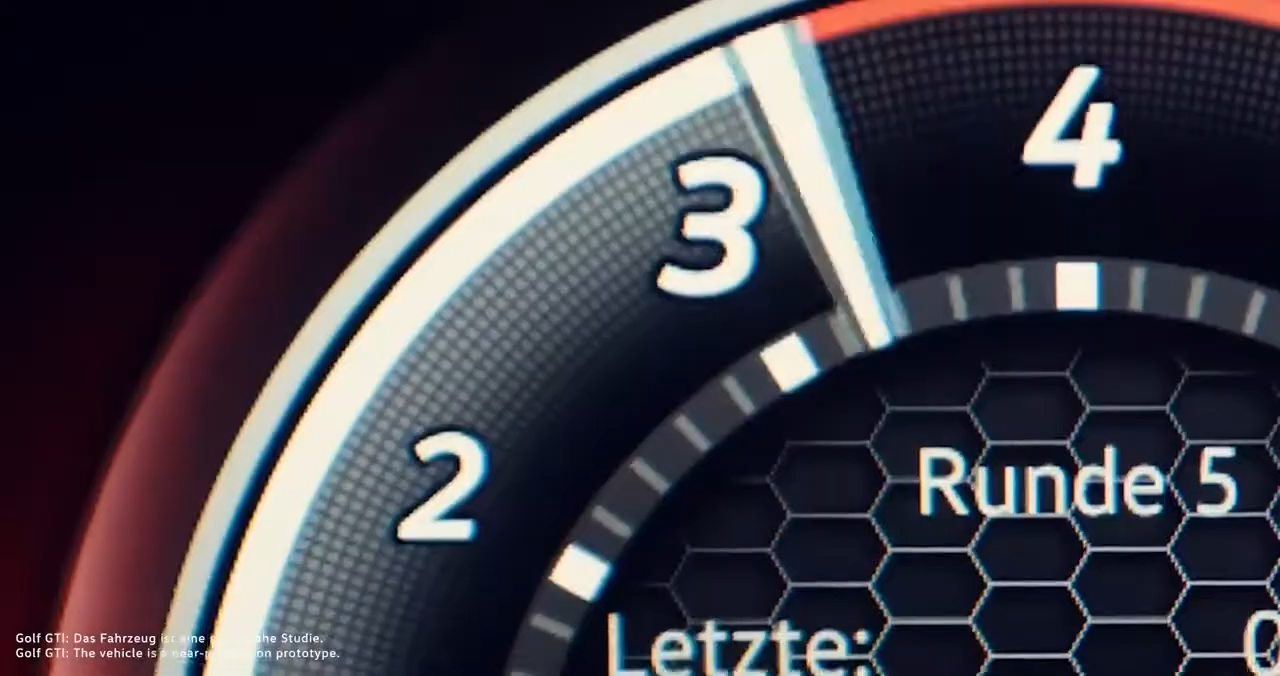 4
3
2
Runde 5
Letzte: 0
Golf GTI: Das Fahrzeug ist eine Studie.
Golf GTI: The vehicle is a prototype.